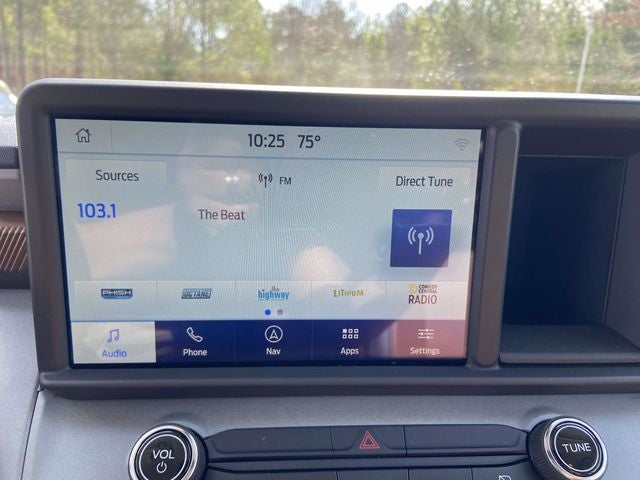 10:25 75°
Sources
FM
Direct Tune
103.1
The Beat
PHISH
OCTANE
the highway
LITHIUM
COMEDY CENTRAL RADIO
Audio
Phone
Nav
Apps
Settings
VOL
TUNE